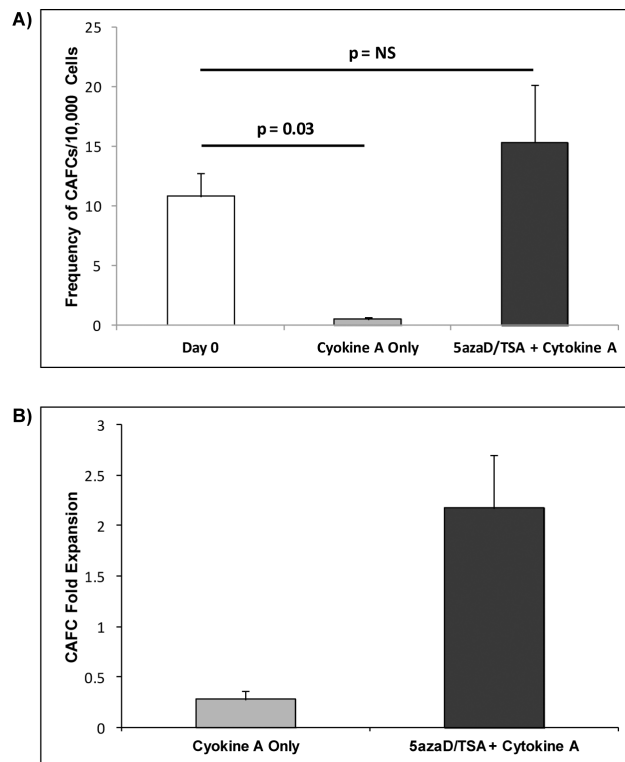 A)
Frequency of CAFCs/10,000 Cells
25
20
15
10
5
0
p = NS
p = 0.03
Day 0
Cyokine A Only
5azaD/TSA + Cytokine A
B)
CAFC Fold Expansion
3
2.5
2
1.5
1
0.5
0
Cyokine A Only
5azaD/TSA + Cytokine A